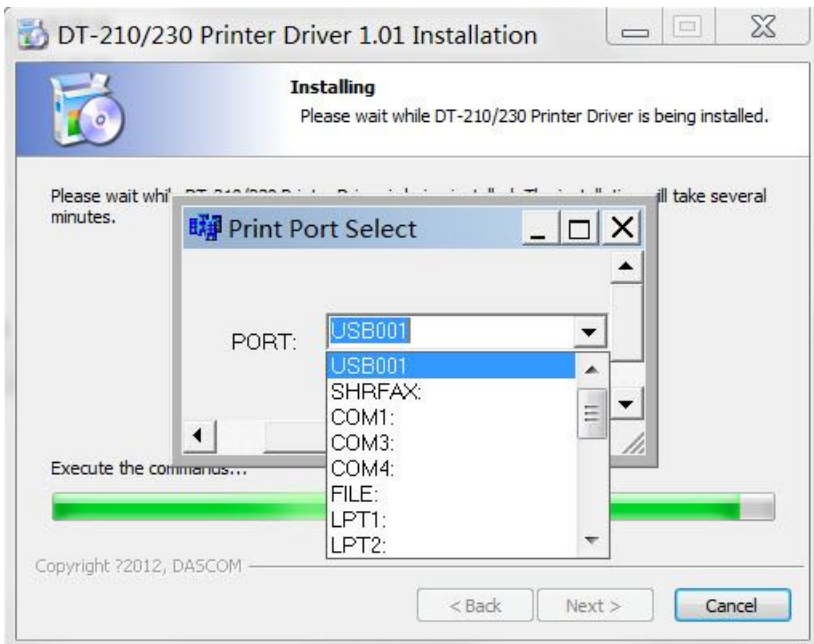 DT-210/230 Printer Driver 1.01 Installation
Installing
Please wait while DT-210/230 Printer Driver is being installed.
Please wait whi
ill take several
minutes.
Print Port Select
PORT:
USB001
USB001
SHRFAX:
COM1:
COM3:
COM4:
FILE:
LPT1:
LPT2:
Execute the commands...
Copyright ?2012, DASCOM
< Back
Next >
Cancel